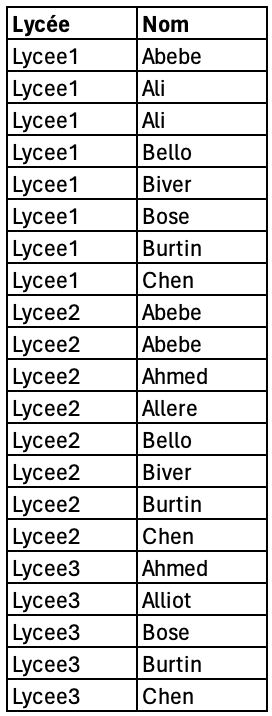 Lycée Nom
Lycee1 Abebe
Lycee1 Ali
Lycee1 Ali
Lycee1 Bello
Lycee1 Biver
Lycee1 Bose
Lycee1 Burtin
Lycee1 Chen
Lycee2 Abebe
Lycee2 Abebe
Lycee2 Ahmed
Lycee2 Allere
Lycee2 Bello
Lycee2 Biver
Lycee2 Burtin
Lycee2 Chen
Lycee3 Ahmed
Lycee3 Alliot
Lycee3 Bose
Lycee3 Burtin
Lycee3 Chen